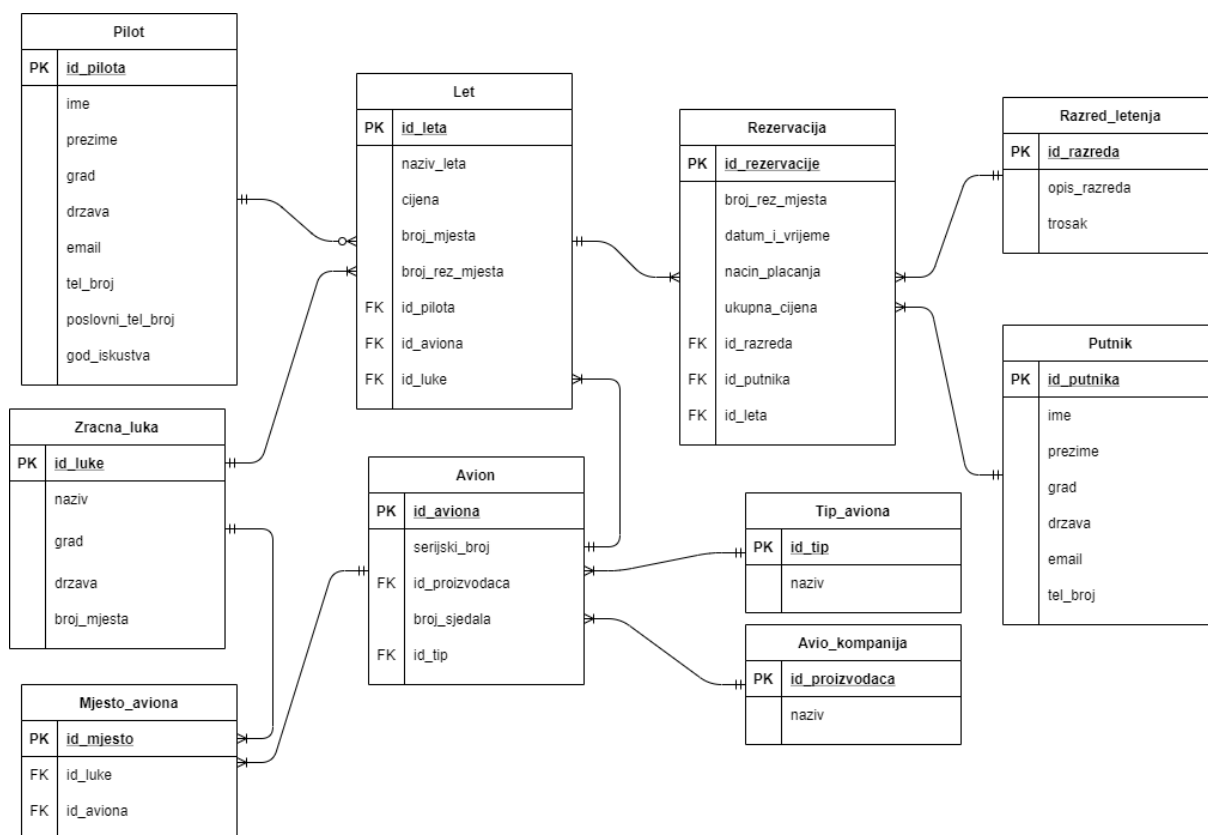 Pilot
PK id_pilota
ime
prezime
grad
drzava
email
tel_broj
poslovni_tel_broj
god_iskustva
Let
PK id_leta
naziv_leta
cijena
broj_mjesta
broj_rez_mjesta
FK id_pilota
FK id_aviona
FK id_luke
Rezervacija
PK id_rezervacije
broj_rez_mjesta
datum_i_vrijeme
nacin_placanja
ukupna_cijena
FK id_razreda
FK id_putnika
FK id_leta
Razred_letenja
PK id_razreda
opis_razreda
trosak
Putnik
PK id_putnika
ime
prezime
grad
drzava
email
tel_broj
Zracna_luka
PK id_luke
naziv
grad
drzava
broj_mjesta
Avion
PK id_aviona
serijski_broj
FK id_proizvodaca
broj_sjedala
FK id_tip
Tip_aviona
PK id_tip
naziv
Avio_kompanija
PK id_proizvodaca
naziv
Mjesto_aviona
PK id_mjesto
FK id_luke
FK id_aviona